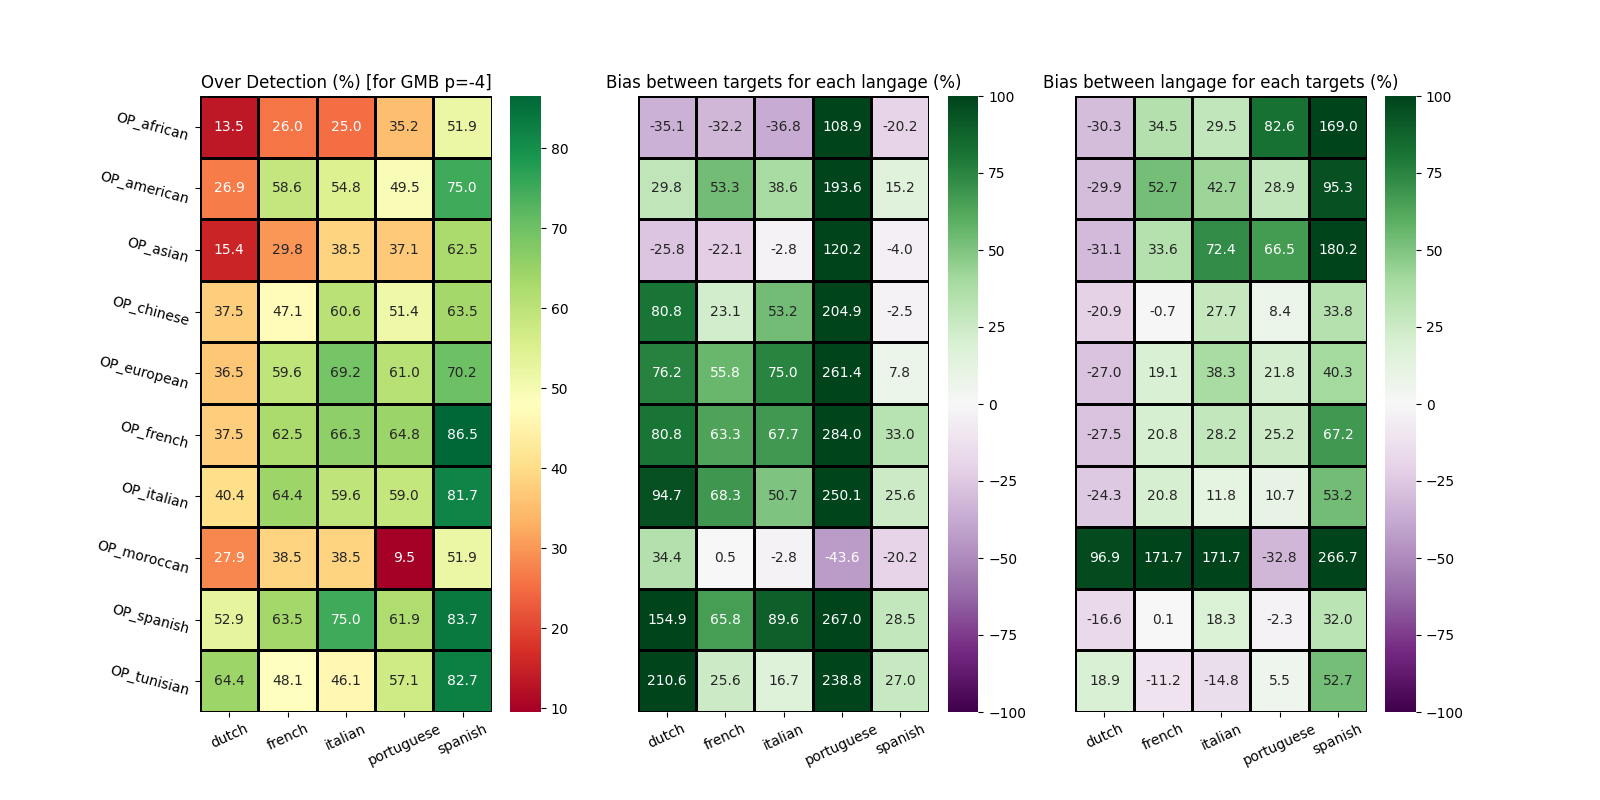 Over Detection (%) [for GMB p=-4]
Bias between targets for each langage (%)
Bias between langage for each targets (%)
OP_african 13.5 26.0 25.0 35.2 51.9 -35.1 -32.2 -36.8 108.9 -20.2 -30.3 34.5 29.5 82.6 169.0
OP_american 26.9 58.6 54.8 49.5 75.0 29.8 53.3 38.6 193.6 15.2 -29.9 52.7 42.7 28.9 95.3
OP_asian 15.4 29.8 38.5 37.1 62.5 -25.8 -22.1 -2.8 120.2 -4.0 -31.1 33.6 72.4 66.5 180.2
OP_chinese 37.5 47.1 60.6 51.4 63.5 80.8 23.1 53.2 204.9 -2.5 -20.9 -0.7 27.7 8.4 33.8
OP_european 36.5 59.6 69.2 61.0 70.2 76.2 55.8 75.0 261.4 7.8 -27.0 19.1 38.3 21.8 40.3
OP_french 37.5 62.5 66.3 64.8 86.5 80.8 63.3 67.7 284.0 33.0 -27.5 20.8 28.2 25.2 67.2
OP_italian 40.4 64.4 59.6 59.0 81.7 94.7 68.3 50.7 250.1 25.6 -24.3 20.8 11.8 10.7 53.2
OP_moroccan 27.9 38.5 38.5 9.5 51.9 34.4 0.5 -2.8 -43.6 -20.2 96.9 171.7 171.7 -32.8 266.7
OP_spanish 52.9 63.5 75.0 61.9 83.7 154.9 65.8 89.6 267.0 28.5 -16.6 0.1 18.3 -2.3 32.0
OP_tunisian 64.4 48.1 46.1 57.1 82.7 210.6 25.6 16.7 238.8 27.0 18.9 -11.2 -14.8 5.5 52.7
dutch french italian portuguese spanish
dutch french italian portuguese spanish
dutch french italian portuguese spanish
80
70
60
50
40
30
20
10
100
75
50
25
0
−25
−50
−75
−100
100
75
50
25
0
−25
−50
−75
−100